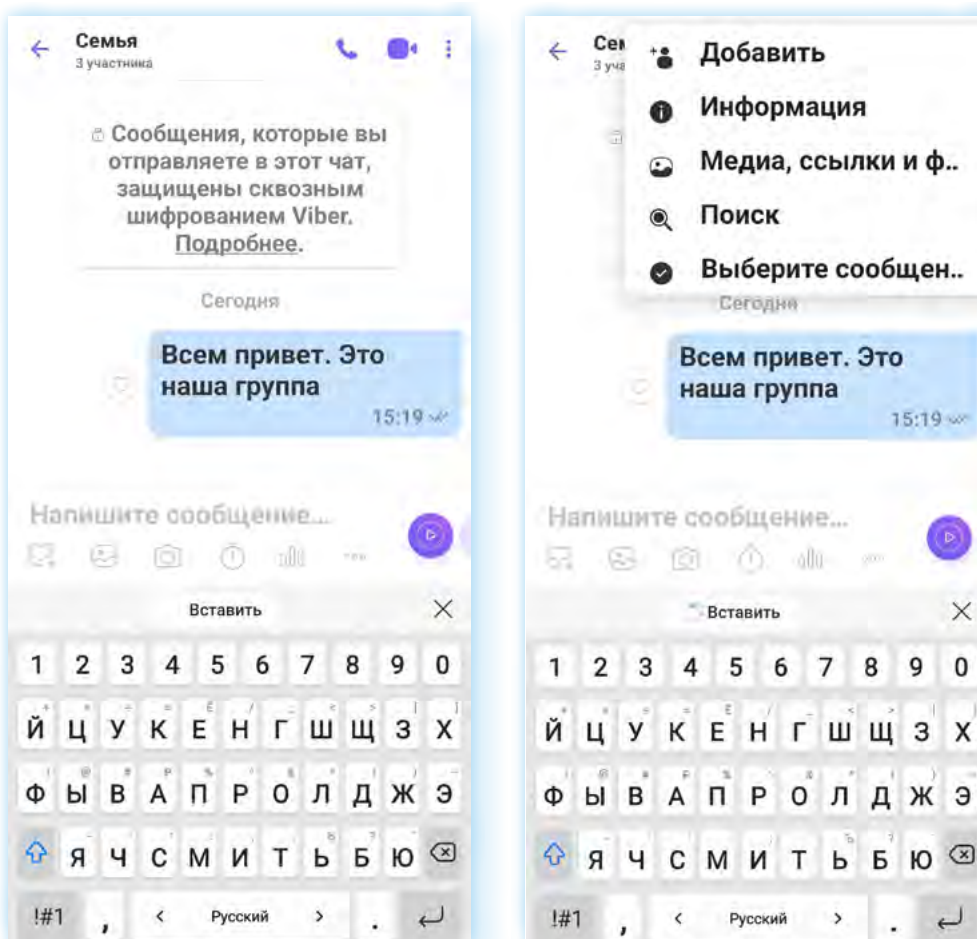 Семья
3 участника
Сообщения, которые вы
отправляете в этот чат,
защищены сквозным
шифрованием Viber.
Подробнее.
Сегодня
Всем привет. Это
наша группа
15:19
Напишите сообщение...
Вставить
1 2 3 4 5 6 7 8 9 0
Й Ц У К Е Н Г Ш Щ З Х
Ф Ы В А П Р О Л Д Ж Э
Я Ч С М И Т Ь Б Ю
!#1 , < Русский > .
Сем
3 уча
Добавить
Информация
Медиа, ссылки и ф..
Поиск
Выберите сообщен..
Сегодня
Всем привет. Это
наша группа
15:19
Напишите сообщение...
Вставить
1 2 3 4 5 6 7 8 9 0
Й Ц У К Е Н Г Ш Щ З Х
Ф Ы В А П Р О Л Д Ж Э
Я Ч С М И Т Ь Б Ю
!#1 , < Русский > .